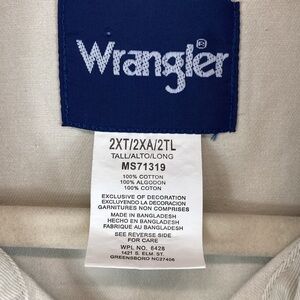 Wrangler®
2XT/2XA/2TL
TALL/ALTO/LONG
MS71319
100% COTTON
100% ALGODON
100% COTON
EXCLUSIVE OF DECORATION
EXCLUYENDO LA DECORACION
GARNITURES NON COMPRISES
MADE IN BANGLADESH
HECHO EN BANGLADESH
FABRIQUE AU BANGLADESH
SEE REVERSE SIDE
FOR CARE
WPL NO. 8428
1421 S. ELM ST.
GREENSBORO NC27406